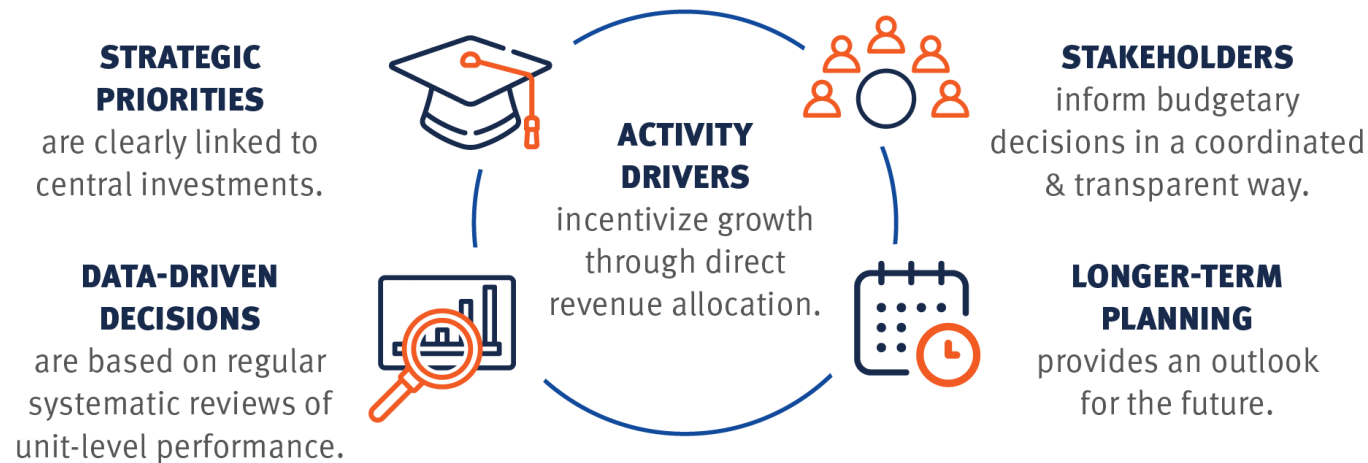 STRATEGIC
PRIORITIES
are clearly linked to
central investments.
DATA-DRIVEN
DECISIONS
are based on regular
systematic reviews of
unit-level performance.
ACTIVITY
DRIVERS
incentivize growth
through direct
revenue allocation.
STAKEHOLDERS
inform budgetary
decisions in a coordinated
& transparent way.
LONGER-TERM
PLANNING
provides an outlook
for the future.